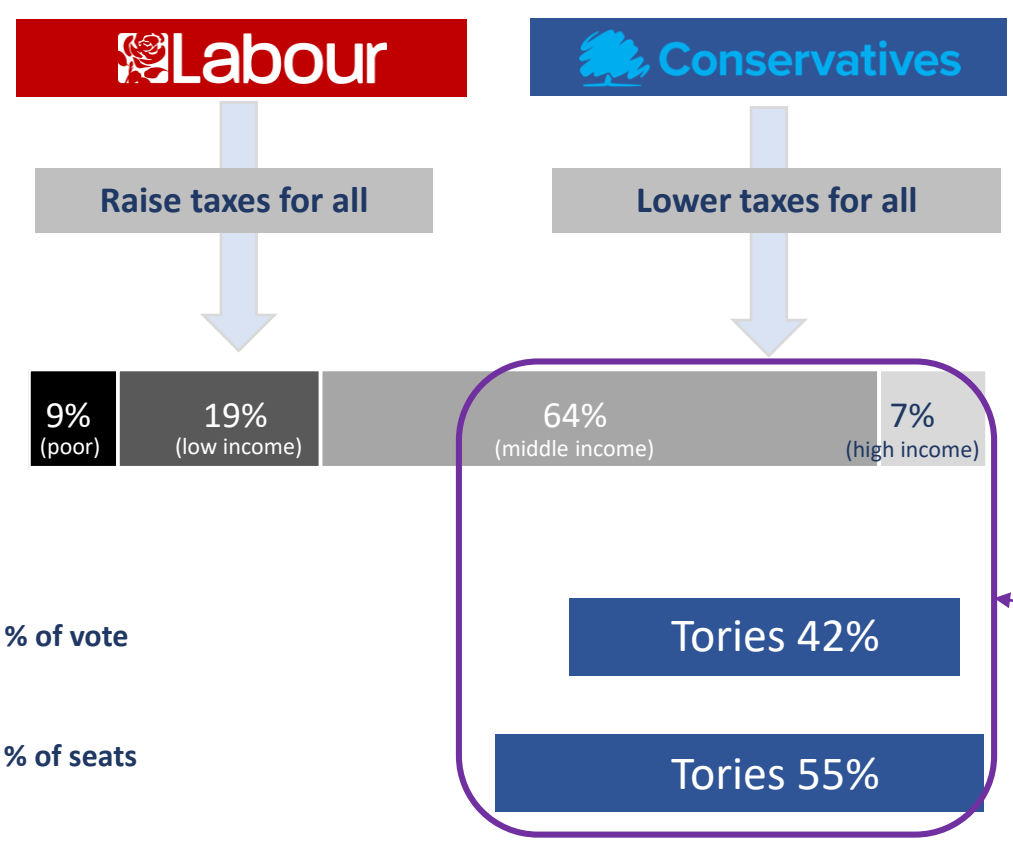 Labour
Conservatives
Raise taxes for all
Lower taxes for all
9%
(poor)
19%
(low income)
64%
(middle income)
7%
(high income)
% of vote
Tories 42%
% of seats
Tories 55%